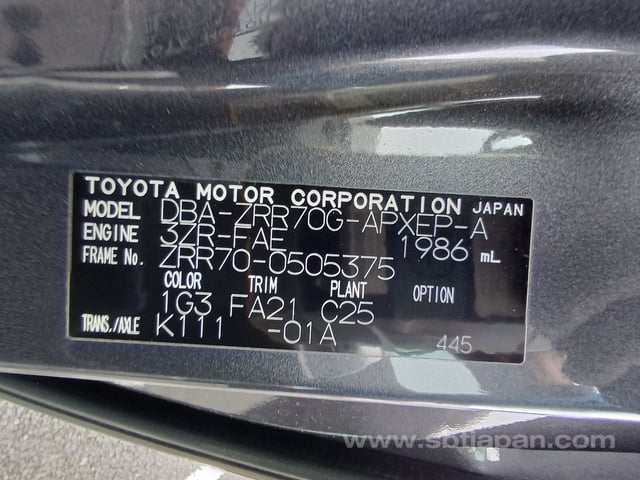 TOYOTA MOTOR CORPORATION JAPAN
MODEL DBA-ZRR70G-APXEP-A
ENGINE 3ZR-FAE 1986 mL
FRAME No. ZRR70-0505375
COLOR TRIM PLANT OPTION
1G3 FA21 C25
TRANS./AXLE K111 -01A
445
www.sbtjapan.com